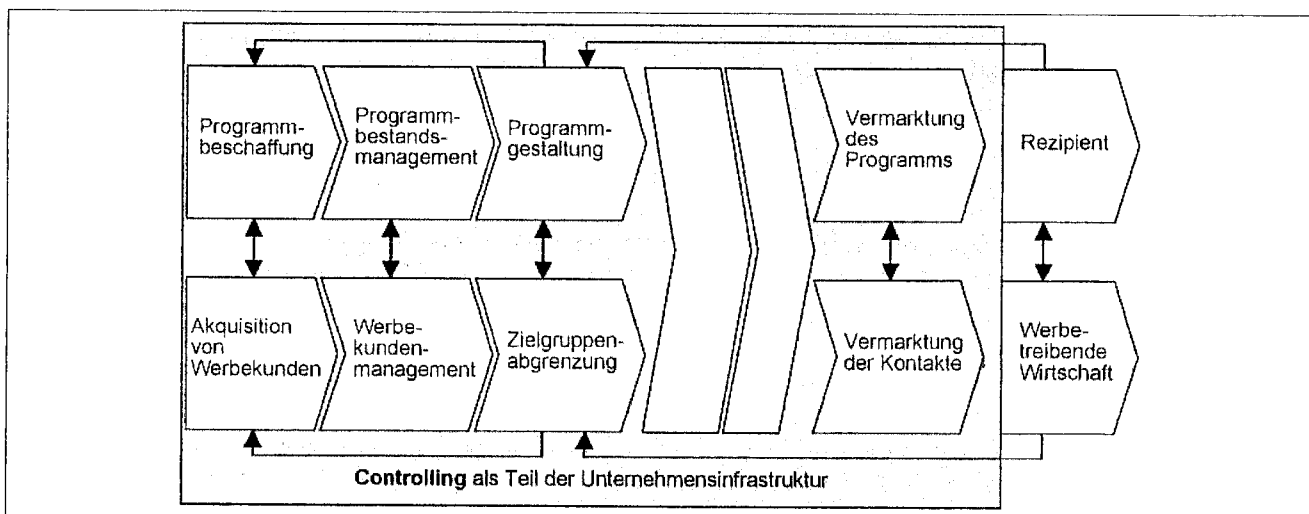 Programm-
beschaffung
Programm-
bestands-
management
Programm-
gestaltung
Vermarktung
des
Programms
Rezipient
Akquisition
von
Werbekunden
Werbe-
kunden-
management
Zielgruppen-
abgrenzung
Vermarktung
der Kontakte
Werbe-
treibende
Wirtschaft
Controlling als Teil der Unternehmensinfrastruktur